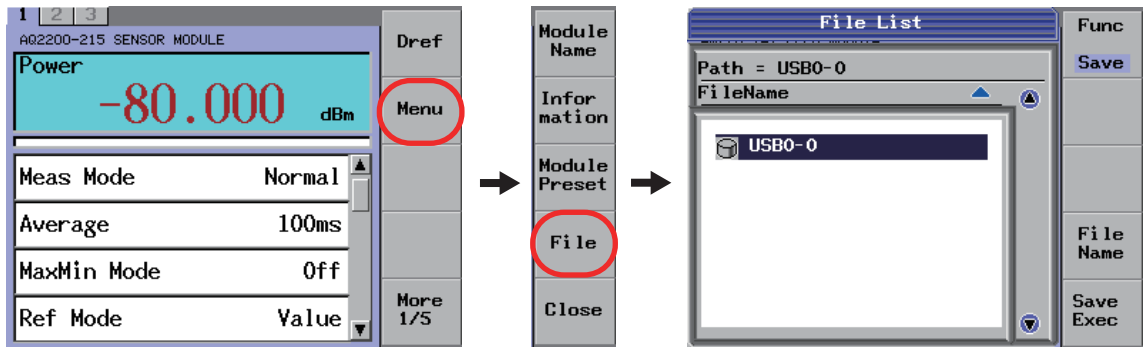 1 2 3
AQ2200-215 SENSOR MODULE
Power
-80.000 dBm
Meas Mode Normal
Average 100ms
MaxMin Mode Off
Ref Mode Value
Dref
Menu
More
1/5
Module
Name
Infor
mation
Module
Preset
File
Close
File List
Path = USB0-0
FileName
USB0-0
Func
Save
File
Name
Save
Exec